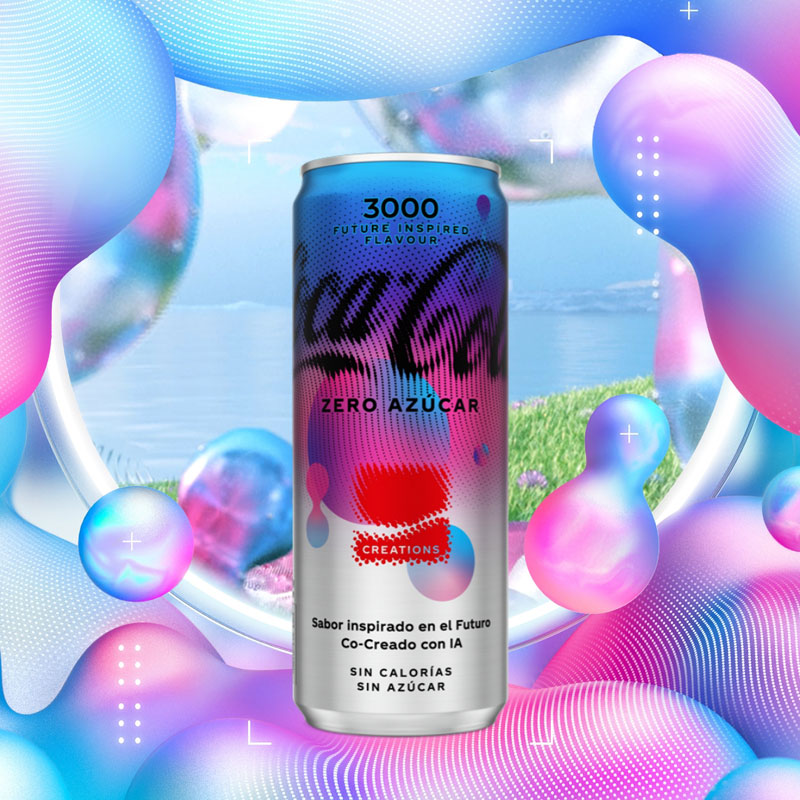 3000
FUTURE INSPIRED
FLAVOUR
Coca-Cola
ZERO AZÚCAR
CREATIONS
Sabor inspirado en el Futuro
Co-Creado con IA
SIN CALORÍAS
SIN AZÚCAR